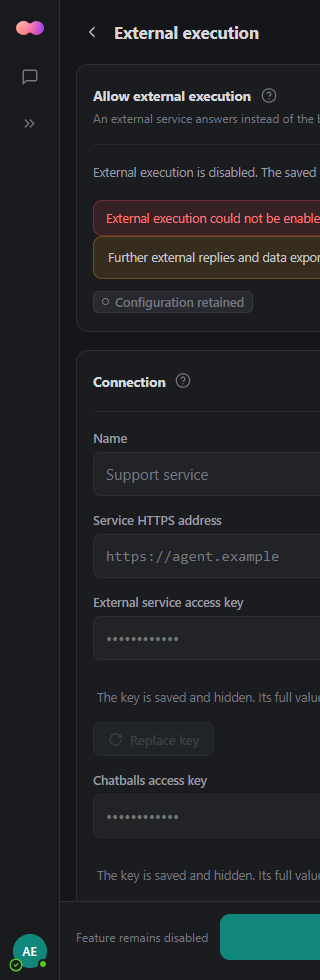 External execution
Allow external execution
An external service answers instead of the
External execution is disabled. The saved
External execution could not be enable
Further external replies and data expor
Configuration retained
Connection
Name
Support service
Service HTTPS address
https://agent.example
External service access key
••••••••••••
The key is saved and hidden. Its full value
Replace key
Chatballs access key
••••••••••••
The key is saved and hidden. Its full value
AE
Feature remains disabled